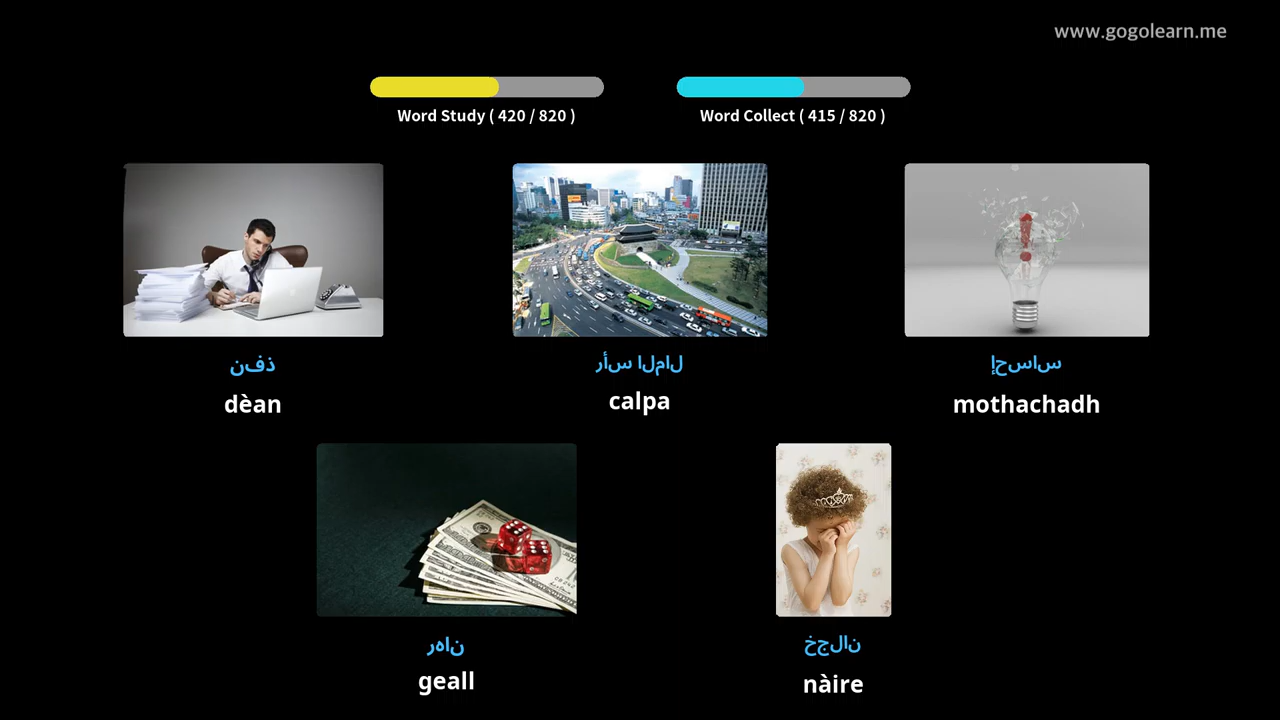 www.gogolearn.me
Word Study ( 420 / 820 )
Word Collect ( 415 / 820 )
نفذ
dèan
رأس المال
calpa
إحساس
mothachadh
رهان
geall
خجلان
nàire